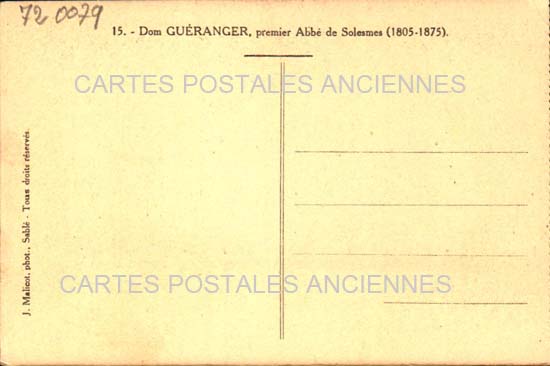 72 0079
15. - Dom GUÉRANGER, premier Abbé de Solesmes (1805-1875).
CARTES POSTALES ANCIENNES
CARTES POSTALES ANCIENNES
J. Malicot, phot., Sablé - Tous droits réservés.